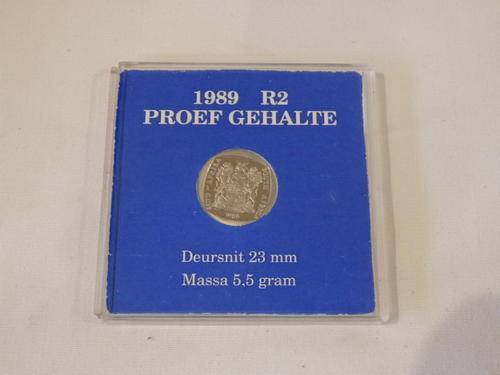 1989 R2
PROEF GEHALTE
Deursnit 23 mm
Massa 5,5 gram